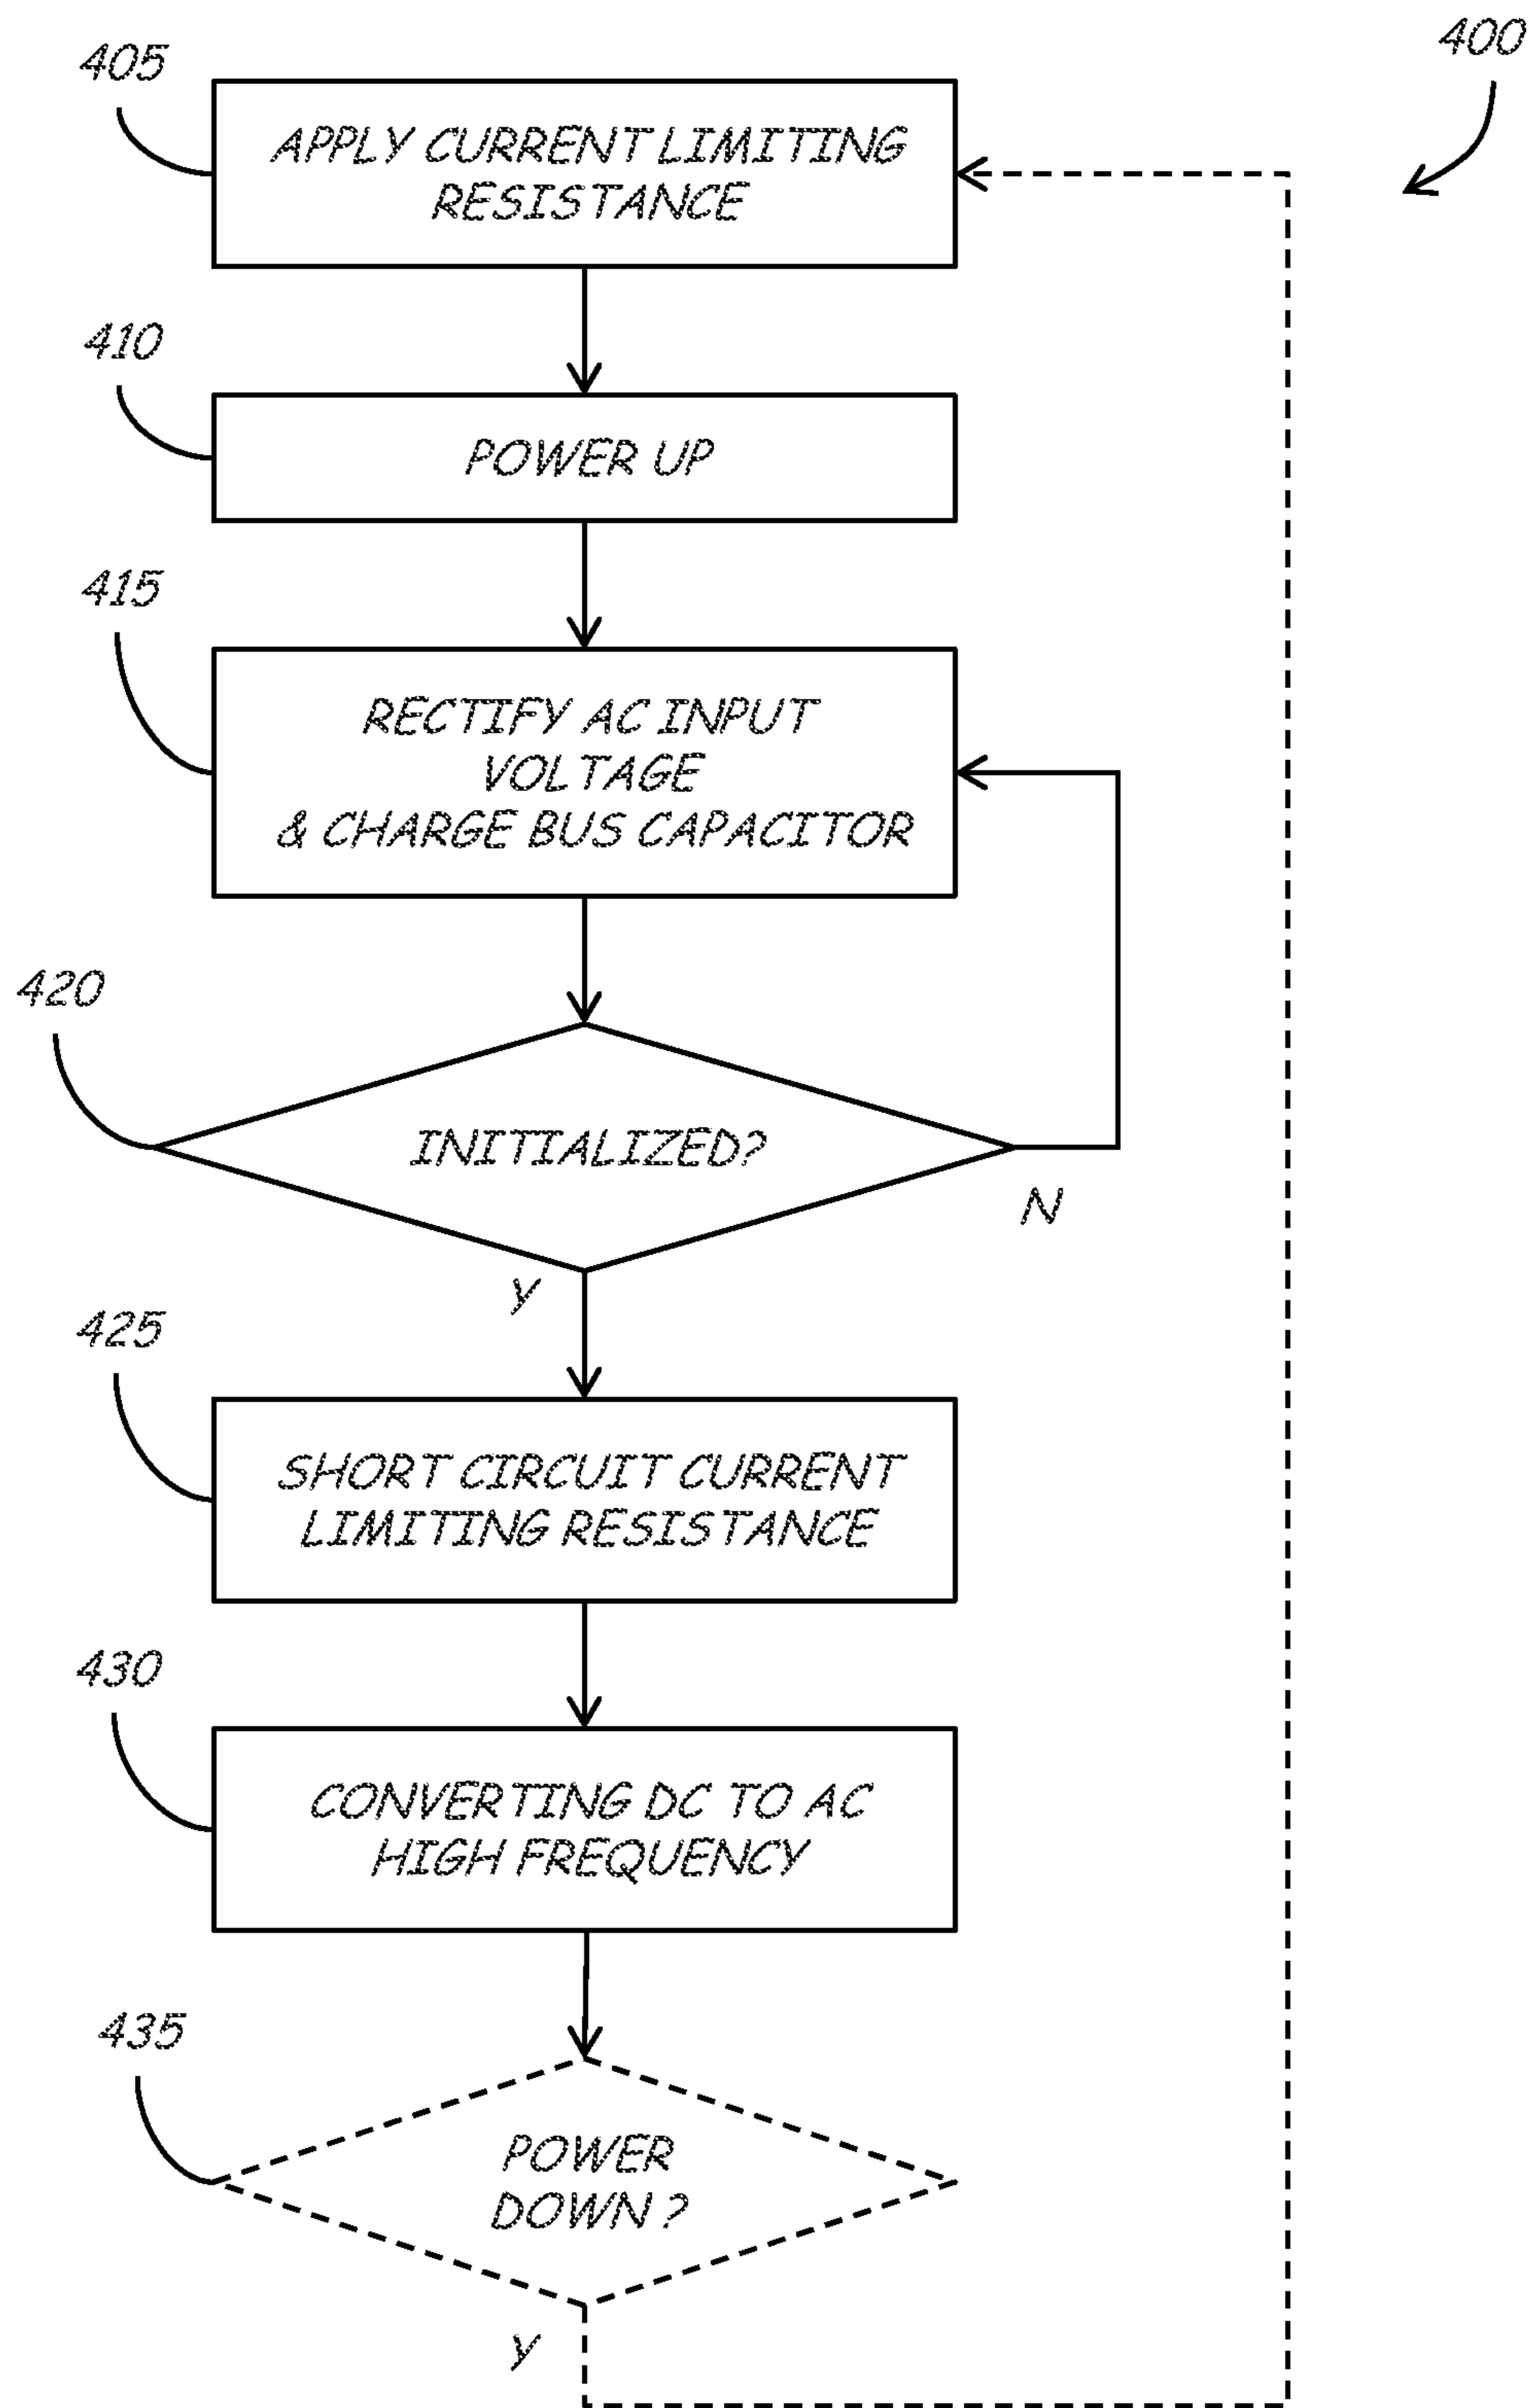 400
405
APPLY CURRENT LIMITING
RESISTANCE
410
POWER UP
415
RECTIFY AC INPUT
VOLTAGE
& CHARGE BUS CAPACITOR
420
INITIALIZED?
N
Y
425
SHORT CIRCUIT CURRENT
LIMITING RESISTANCE
430
CONVERTING DC TO AC
HIGH FREQUENCY
435
POWER
DOWN ?
Y